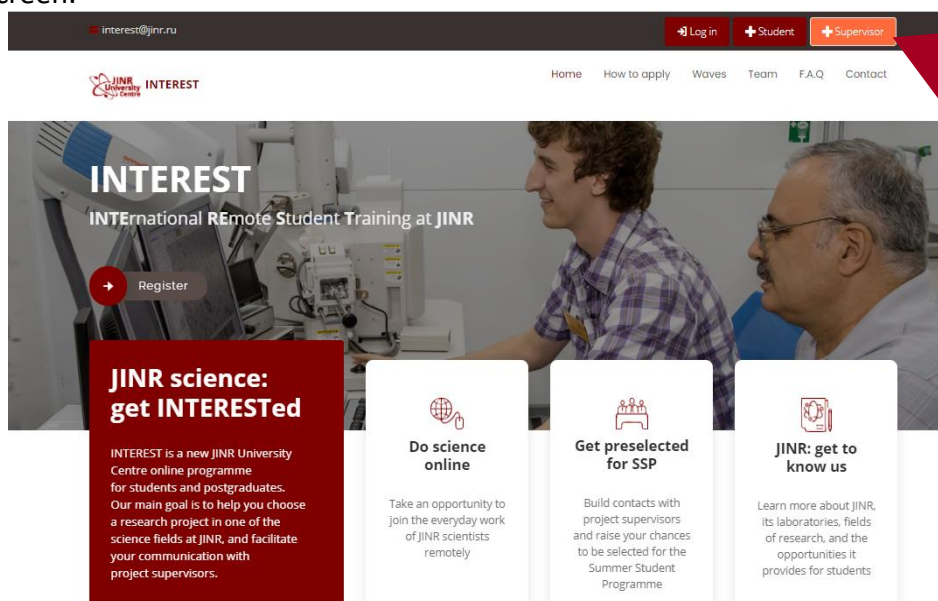 creen.
interest@jinr.ru
Log in
Student
Supervisor
JINR
University
Centre
INTEREST
Home How to apply Waves Team F.A.Q Contact
INTEREST
INTErnational REmote Student Training at JINR
Register
JINR science:
get INTERESTed
INTEREST is a new JINR University
Centre online programme
for students and postgraduates.
Our main goal is to help you choose
a research project in one of the
science fields at JINR, and facilitate
your communication with
project supervisors.
Do science
online
Take an opportunity to
join the everyday work
of JINR scientists
remotely
Get preselected
for SSP
Build contacts with
project supervisors
and raise your chances
to be selected for the
Summer Student
Programme
JINR: get to
know us
Learn more about JINR,
its laboratories, fields
of research, and the
opportunities it
provides for students